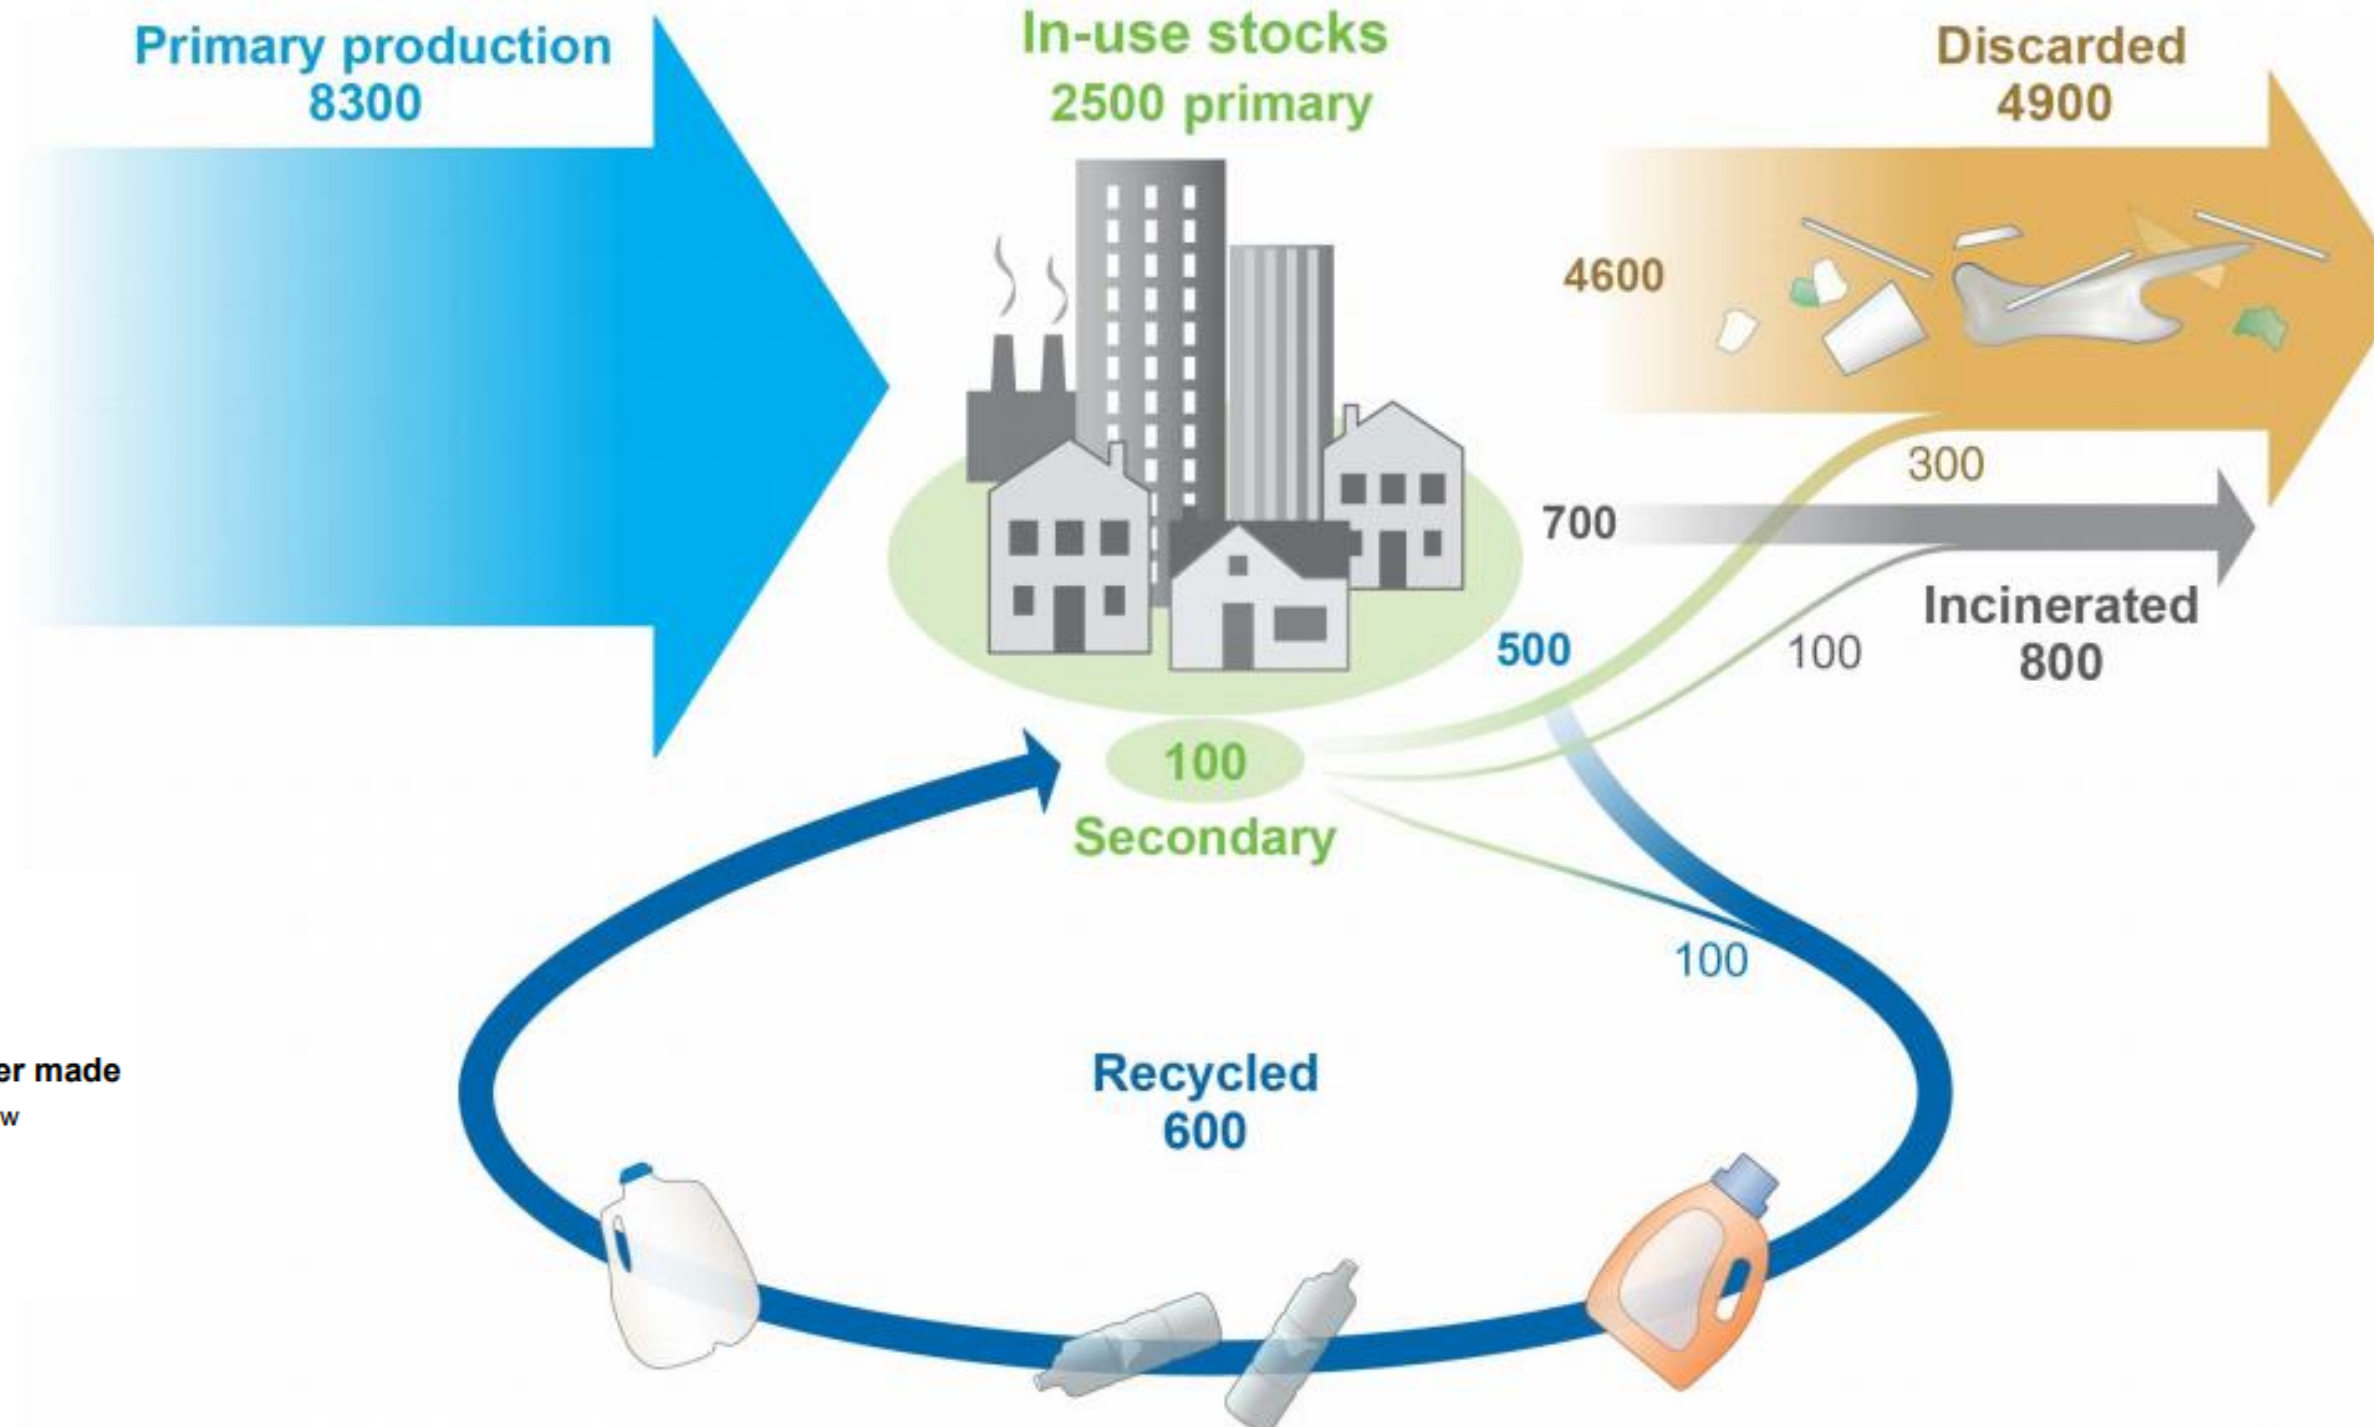 Primary production
8300
In-use stocks
2500 primary
Discarded
4900
4600
300
700
Incinerated
800
500
100
100
Secondary
100
Recycled
600
er made
w